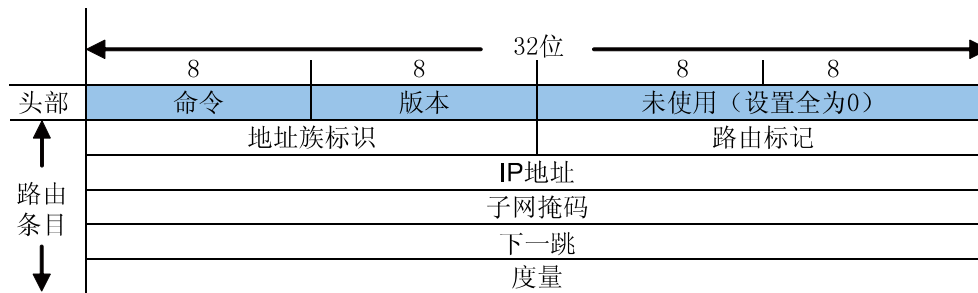 32位
8 8 8 8
头部 命令 版本 未使用（设置全为0）
地址族标识 路由标记
IP地址
路由
条目
子网掩码
下一跳
度量